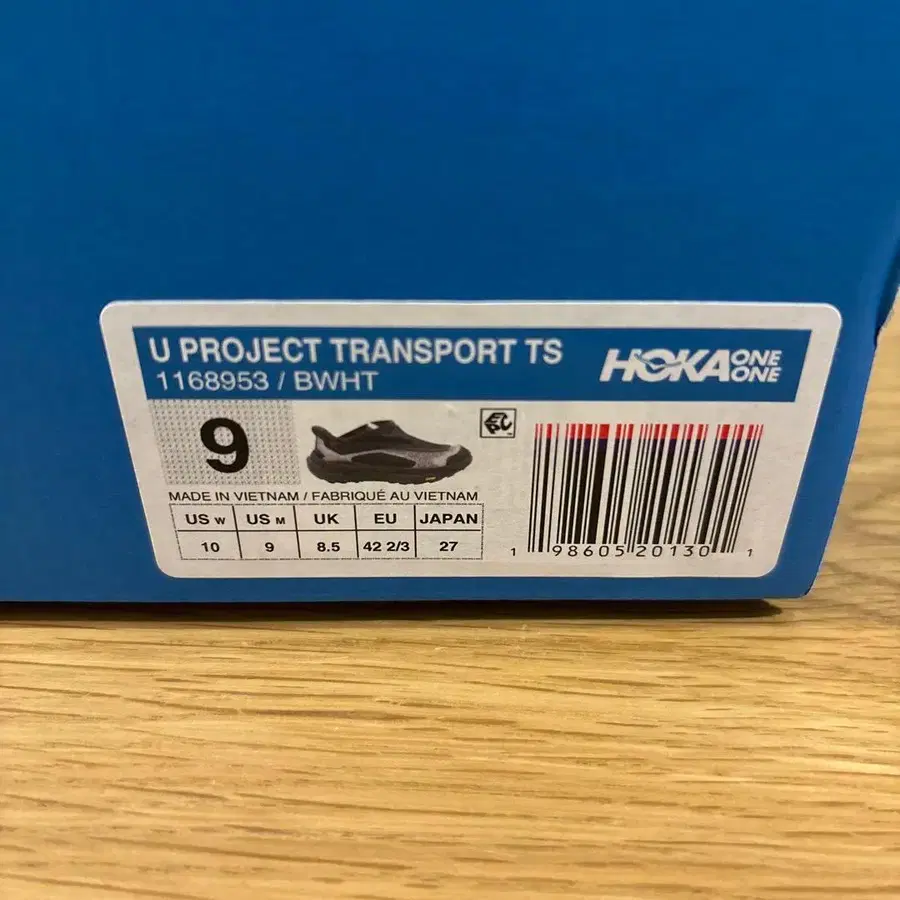 U PROJECT TRANSPORT TS
1168953 / BWHT
HOKA ONE ONE
9
EPC
MADE IN VIETNAM / FABRIQUÉ AU VIETNAM
US W US M UK EU JAPAN
10 9 8.5 42 2/3 27
1 98605 20130 1